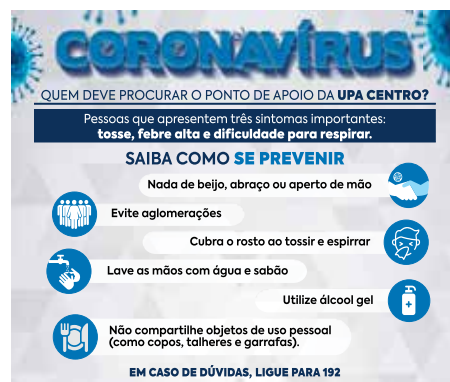 CORONAVÍRUS
QUEM DEVE PROCURAR O PONTO DE APOIO DA UPA CENTRO?
Pessoas que apresentem três sintomas importantes:
tosse, febre alta e dificuldade para respirar.
SAIBA COMO SE PREVENIR
Nada de beijo, abraço ou aperto de mão
Evite aglomerações
Cubra o rosto ao tossir e espirrar
Lave as mãos com água e sabão
Utilize álcool gel
Não compartilhe objetos de uso pessoal
(como copos, talheres e garrafas).
EM CASO DE DÚVIDAS, LIGUE PARA 192